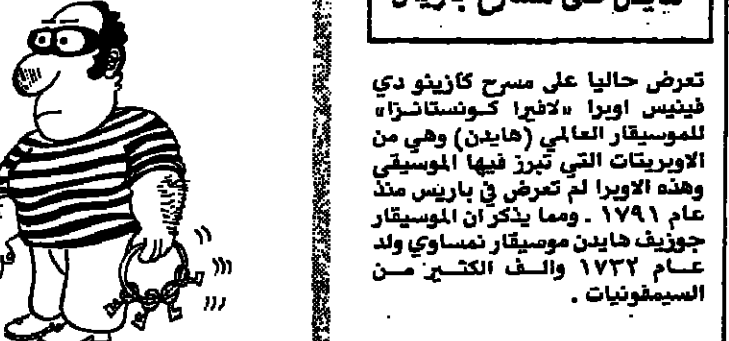 تعرض حاليا على مسرح كازينو دي
فينيس اوبرا «لافيرا كونستانزا»
للموسيقار العالمي (هايدن) وهي من
الاوبريتات التي تبرز فيها الموسيقى
وهذه الاوبرا لم تعرض في باريس منذ
عام ١٧٩١ . ومما يذكر ان الموسيقار
جوزيف هايدن موسيقار نمساوي ولد
عام ١٧٣٢ والف الكثير من
السيمفونيات .